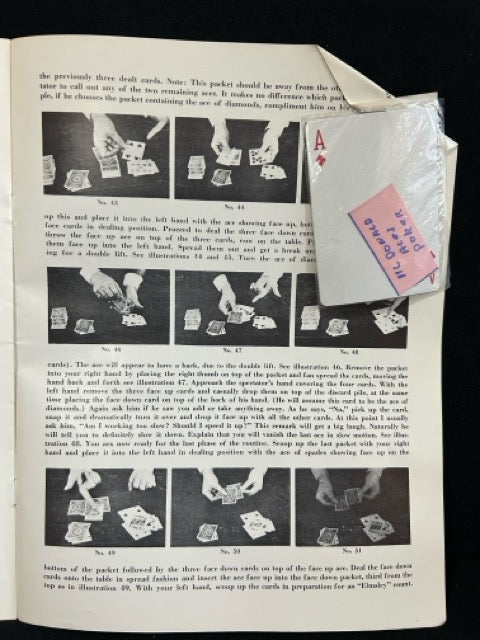 the previously three dealt cards. Note: This packet should be away from the
tator to call out any of the two remaining aces. It makes no difference which
ple, if he chooses the packet containing the ace of diamonds, compliment him on
No. 43
No. 44
A
MC DONALD
ACES
POKER
up this and place it into the left hand with the ace showing face up,
face cards in dealing position. Proceed to deal the three face down
throw the face up ace on top of the three cards, on the table.
them face up into the left hand. Spread them out and get a break
ing for a double lift. See illustrations 44 and 45. Turn the ace of
No. 46
No. 47
No. 48
cards). The ace will appear to have a back, due to the double lift. See illustration 46. Remove the packet
into your right hand by placing the right thumb on top of the packet and fan spread the cards, moving the
hand back and forth see illustration 47. Approach the spectator's hand covering the four cards. With the
left hand remove the three face up cards and casually drop them on top of the discard pile, at the same
time placing the face down card on top of the back of his hand. (He will assume this card to be the ace of
diamonds.) Again ask him if he saw you add or take anything away. As he says, "No," pick up the card,
snap it and dramatically turn it over and drop it face up with all the other cards. At this point I usually
ask him, "Am I working too slow? Should I speed it up?" This remark will get a big laugh. Naturally he
will tell you to definitely slow it down. Explain that you will vanish the last ace in slow motion. See illus-
tration 48. You are now ready for the last phase of the routine. Scoop up the last packet with your right
hand and place it into the left hand in dealing position with the ace of spades showing face up on the
No. 49
No. 50
No. 51
bottom of the packet followed by the three face down cards on top of the face up ace. Deal the face down
cards onto the table in spread fashion and insert the ace face up into the face down packet, third from the
top as in illustration 49. With your left hand, scoop up the cards in preparation for an "Elmsley" count.